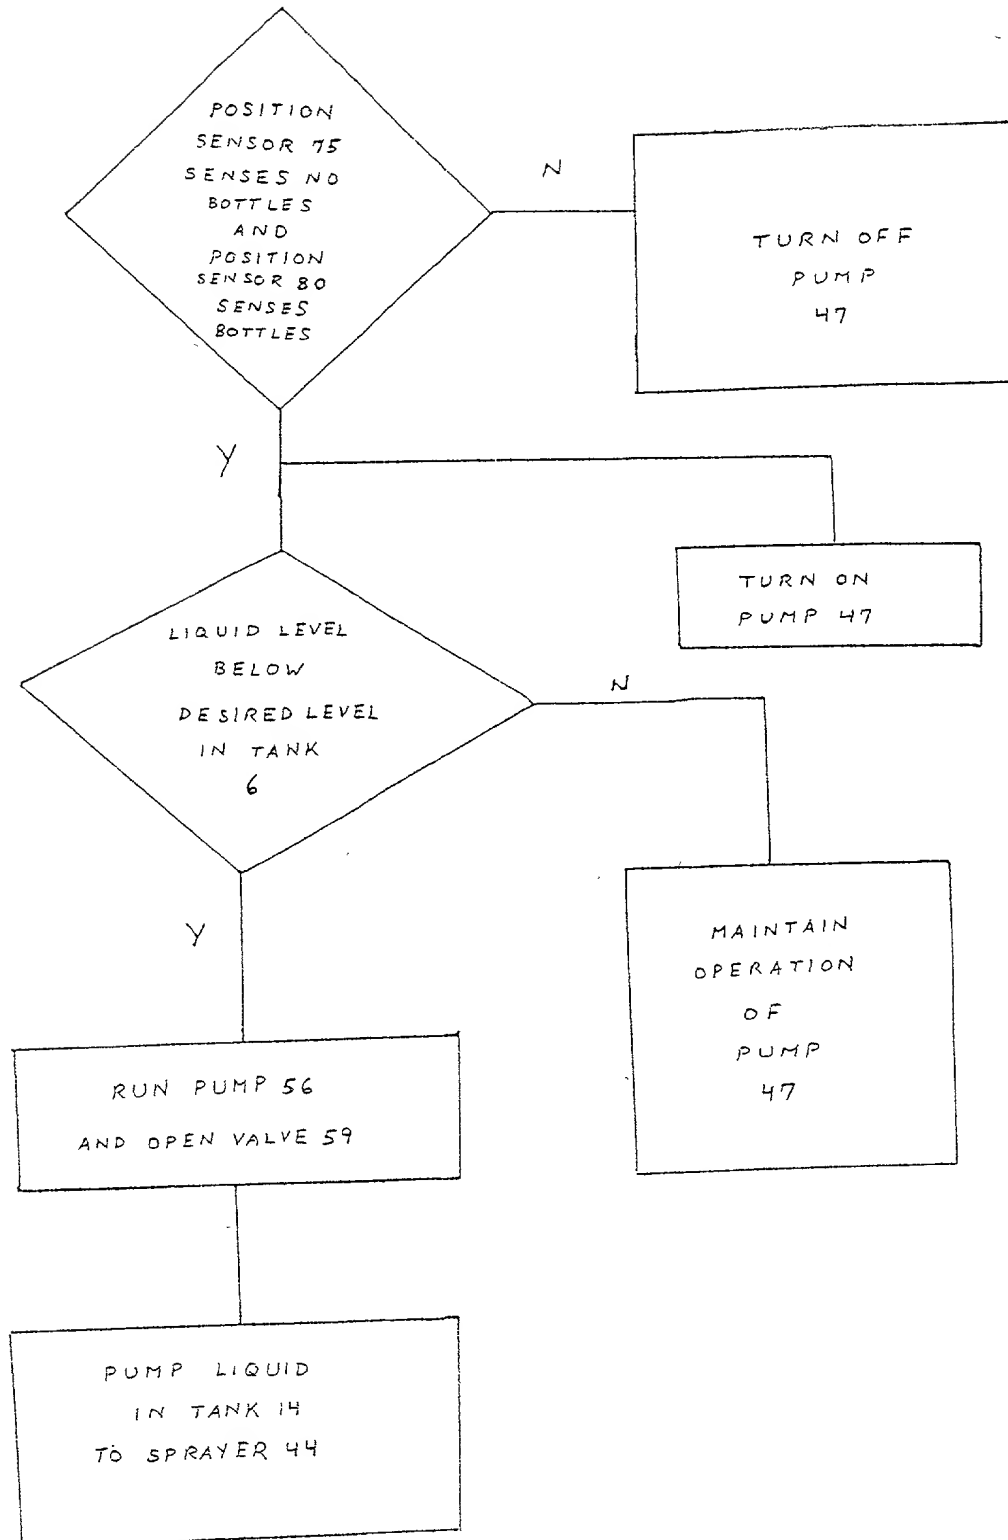 POSITION
SENSOR 75
SENSES NO
BOTTLES
AND
POSITION
SENSOR 80
SENSES
BOTTLES
N
TURN OFF
PUMP
47
Y
TURN ON
PUMP 47
LIQUID LEVEL
BELOW
DESIRED LEVEL
IN TANK
6
N
MAINTAIN
OPERATION
OF
PUMP
47
Y
RUN PUMP 56
AND OPEN VALVE 59
PUMP LIQUID
IN TANK 14
TO SPRAYER 44